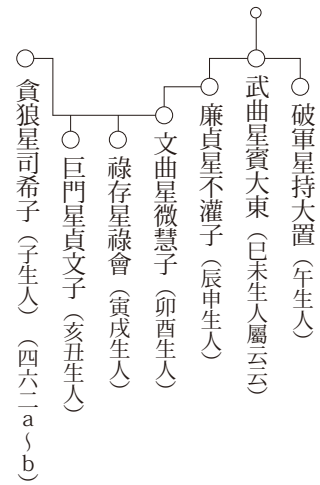 破軍星持大置（午生人）
武曲星賓大東（巳未生人屬云云）
廉貞星不灌子（辰申生人）
文曲星微慧子（卯酉生人）
祿存星祿會（寅戌生人）
巨門星貞文子（亥丑生人）
貪狼星司希子（子生人）（四六二a～b）